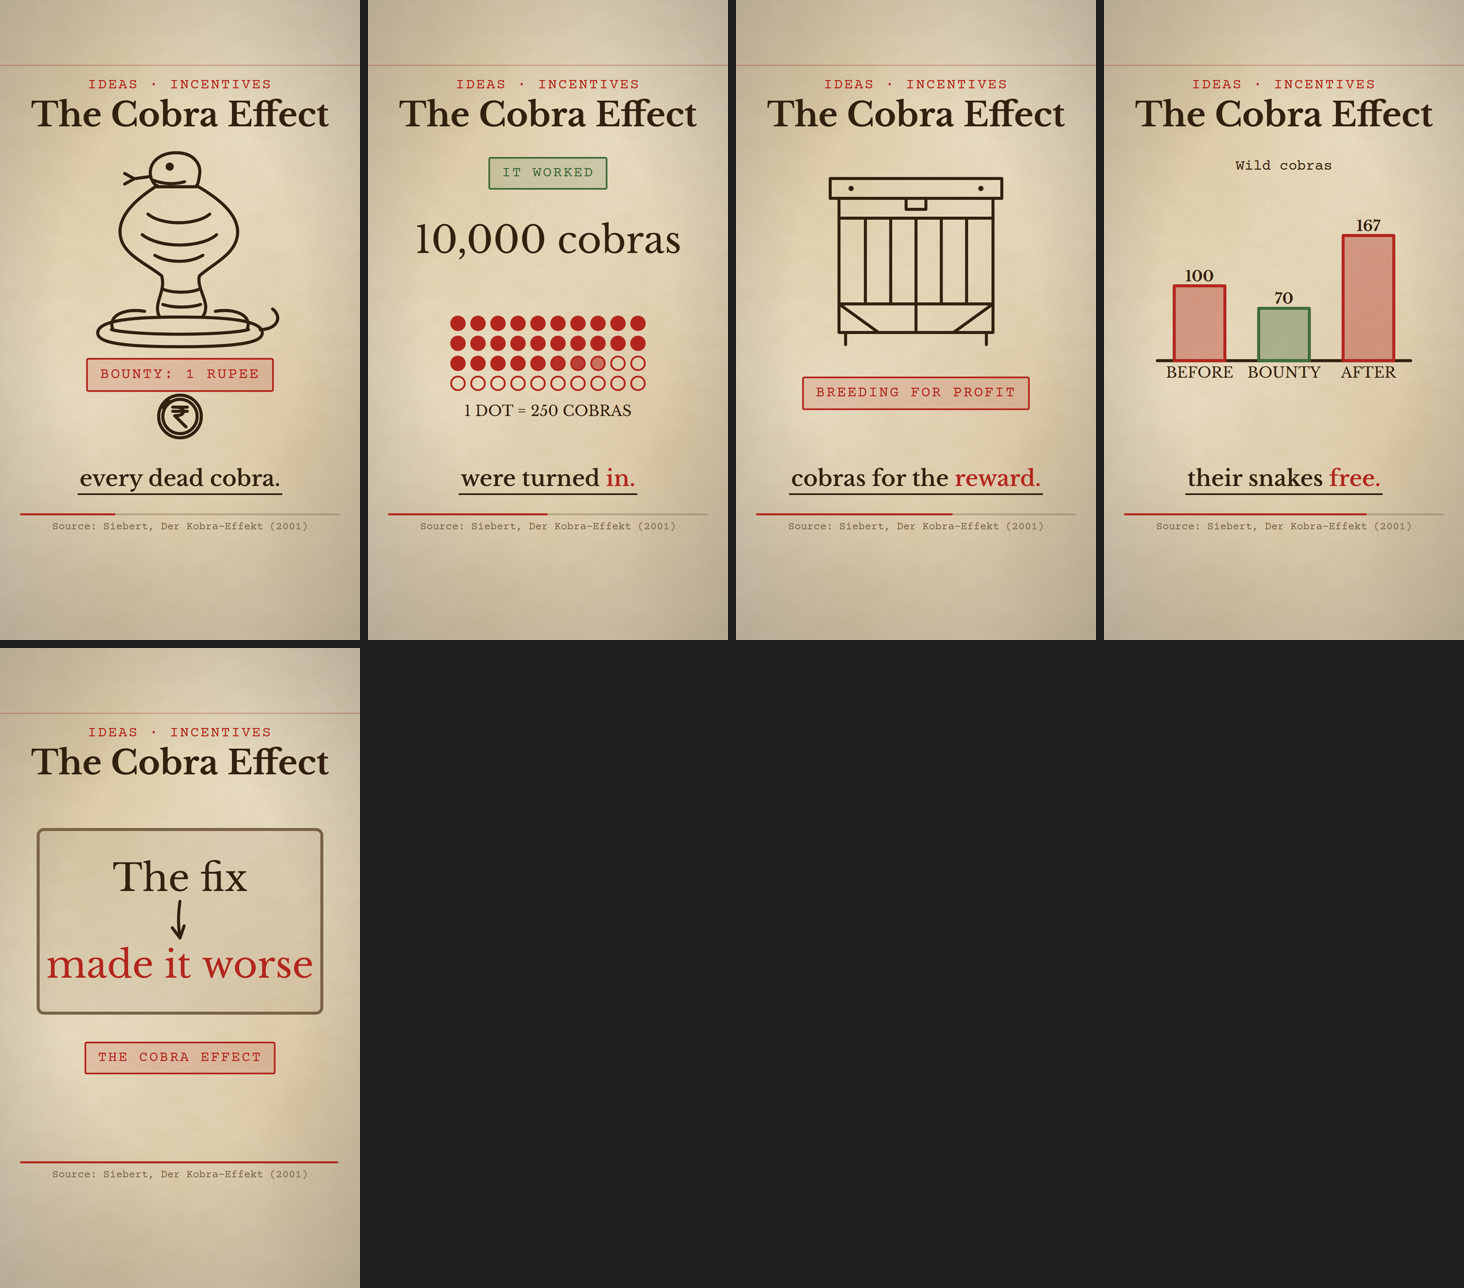 IDEAS · INCENTIVES
The Cobra Effect
BOUNTY: 1 RUPEE
₹
every dead cobra.
Source: Siebert, Der Kobra-Effekt (2001)
IDEAS · INCENTIVES
The Cobra Effect
IT WORKED
10,000 cobras
1 DOT = 250 COBRAS
were turned in.
Source: Siebert, Der Kobra-Effekt (2001)
IDEAS · INCENTIVES
The Cobra Effect
BREEDING FOR PROFIT
cobras for the reward.
Source: Siebert, Der Kobra-Effekt (2001)
IDEAS · INCENTIVES
The Cobra Effect
Wild cobras
167
100
70
BEFORE BOUNTY AFTER
their snakes free.
Source: Siebert, Der Kobra-Effekt (2001)
IDEAS · INCENTIVES
The Cobra Effect
The fix
made it worse
THE COBRA EFFECT
Source: Siebert, Der Kobra-Effekt (2001)